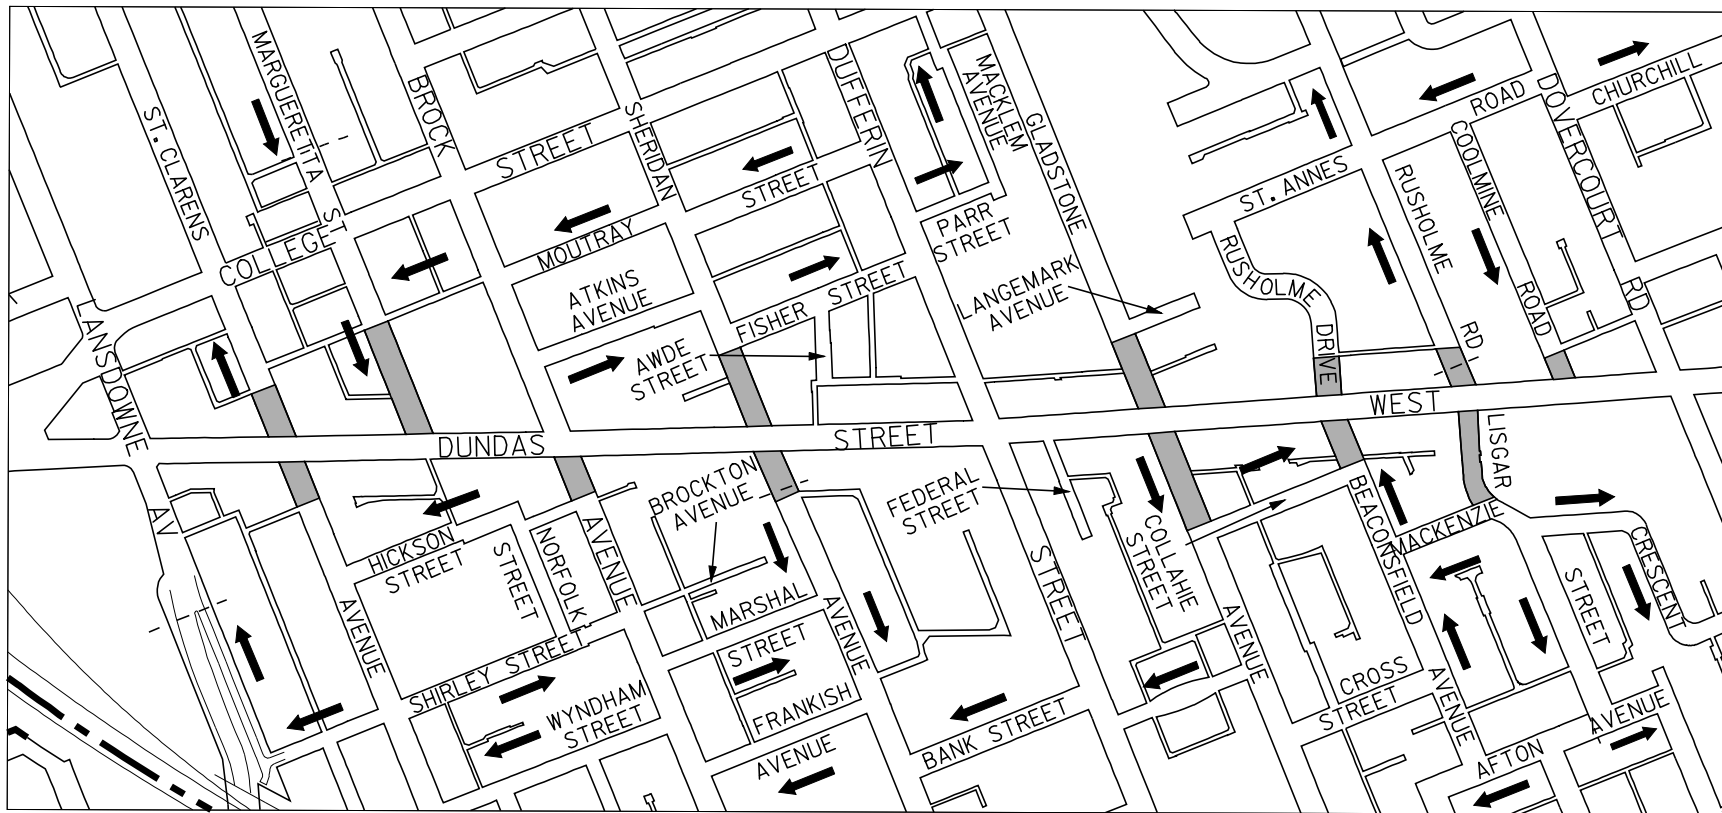 MARGUERETTA
ST
ST. CLARENS
BROCK
STREET
SHERIDAN
DUFFERIN
MACKLEM
AVENUE
GLADSTONE
ROAD
DOVERCOURT
RD
CHURCHILL
COOLMINE
ROAD
RUSHOLME
RD
ST. ANNES
RUSHOLME
DRIVE
COLLEGE
MOUTRAY
STREET
PARR
STREET
ATKINS
AVENUE
FISHER
STREET
LANGEMARK
AVENUE
AWDE
STREET
LANSDOWNE
AV
DUNDAS
STREET
WEST
LISGAR
STREET
BROCKTON
AVENUE
FEDERAL
STREET
COLLAHIE
STREET
BEACONSFIELD
AVENUE
MACKENZIE
CRESCENT
HICKSON
STREET
NORFOLK
STREET
AVENUE
AVENUE
MARSHAL
STREET
AVENUE
STREET
AVENUE
SHIRLEY STREET
WYNDHAM
STREET
FRANKISH
AVENUE
BANK STREET
CROSS
STREET
AFTON
AVENUE